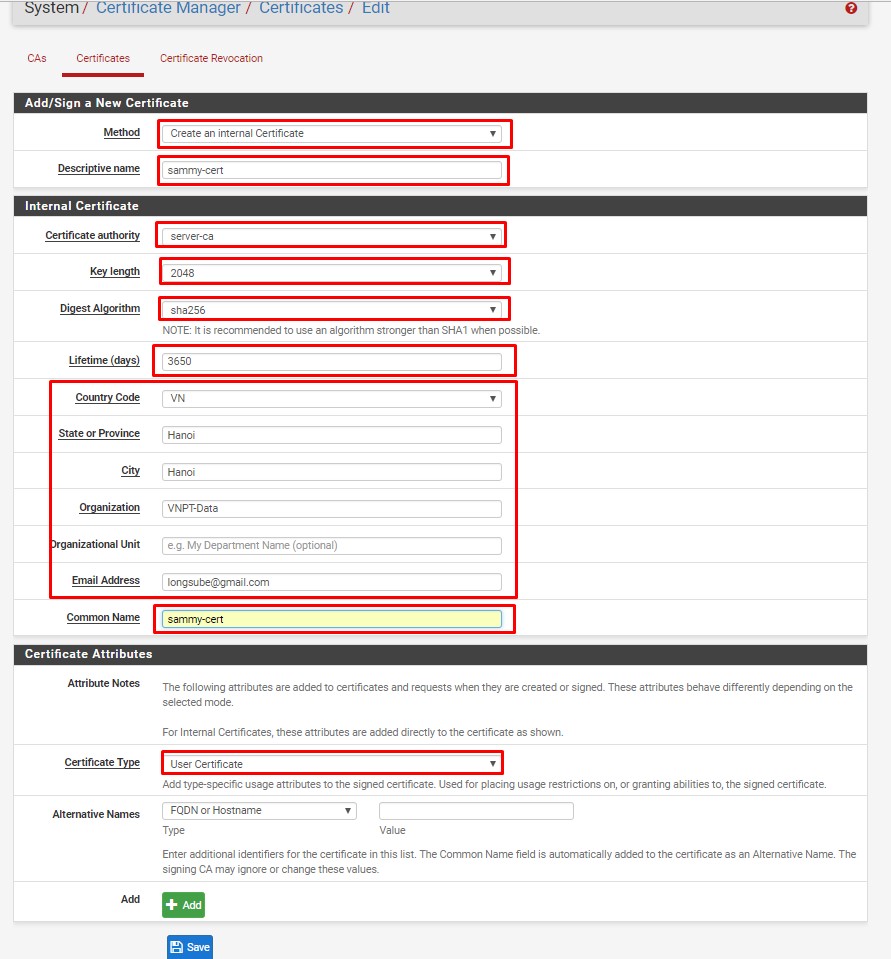 System / Certificate Manager / Certificates / Edit
CAs Certificates Certificate Revocation
Add/Sign a New Certificate
Method Create an internal Certificate
Descriptive name sammy-cert
Internal Certificate
Certificate authority server-ca
Key length 2048
Digest Algorithm sha256
NOTE: It is recommended to use an algorithm stronger than SHA1 when possible.
Lifetime (days) 3650
Country Code VN
State or Province Hanoi
City Hanoi
Organization VNPT-Data
Organizational Unit e.g. My Department Name (optional)
Email Address longsube@gmail.com
Common Name sammy-cert
Certificate Attributes
Attribute Notes The following attributes are added to certificates and requests when they are created or signed. These attributes behave differently depending on the
selected mode.
For Internal Certificates, these attributes are added directly to the certificate as shown.
Certificate Type User Certificate
Add type-specific usage attributes to the signed certificate. Used for placing usage restrictions on, or granting abilities to, the signed certificate.
Alternative Names FQDN or Hostname
Type Value
Enter additional identifiers for the certificate in this list. The Common Name field is automatically added to the certificate as an Alternative Name. The
signing CA may ignore or change these values.
Add Add
Save